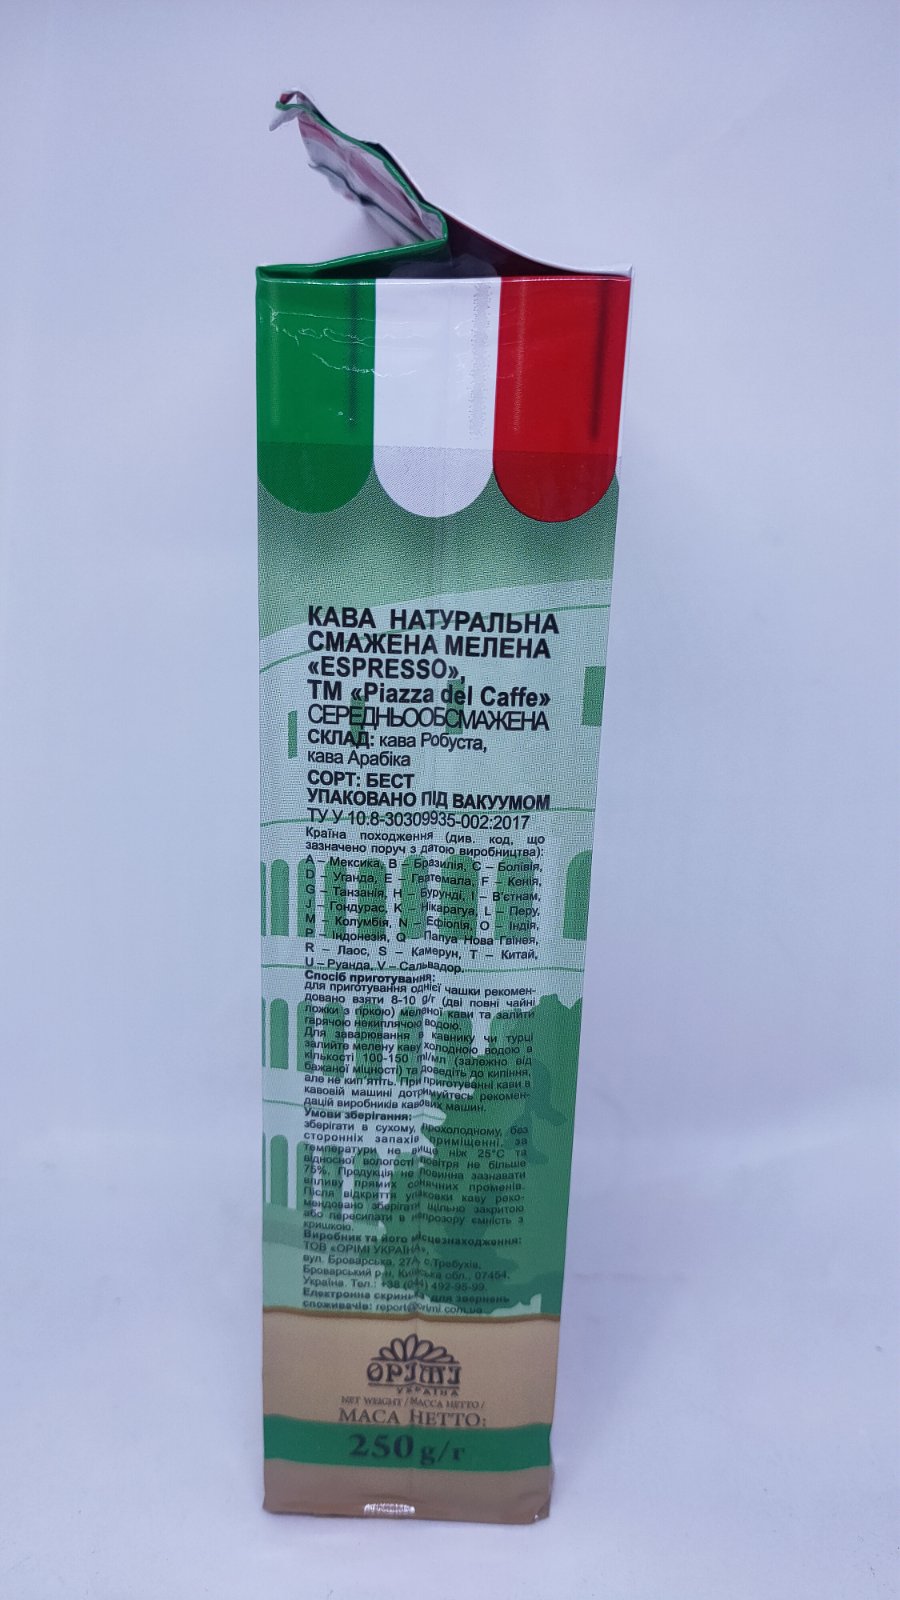 КАВА НАТУРАЛЬНА
СМАЖЕНА МЕЛЕНА
«ESPRESSO»,
ТМ «Piazza del Caffe»
СЕРЕДНЬООБСМАЖЕНА
СКЛАД: кава Робуста,
кава Арабіка
СОРТ: БЕСТ
УПАКОВАНО ПІД ВАКУУМОМ
ТУ У 10.8-30309935-002:2017
Країна походження (див. код, що
зазначено поруч з датою виробництва):
A – Мексика, B – Бразилія, C – Болівія,
D – Уганда, E – Гватемала, F – Кенія,
G – Танзанія, H – Бурунді, I – В'єтнам,
J – Гондурас, K – Нікарагуа, L – Перу,
M – Колумбія, N – Ефіопія, O – Індія,
P – Індонезія, Q – Папуа Нова Гвінея,
R – Лаос, S – Камерун, T – Китай,
U – Руанда, V – Сальвадор.
Спосіб приготування:
для приготування однієї чашки рекомен-
довано взяти 8-10 g/г (дві повні чайні
ложки з гіркою) меленої кави та залити
гарячою некиплячою водою.
Для заварювання в кавнику чи турці
залийте мелену каву холодною водою в
кількості 100-150 ml/мл (залежно від
бажаної міцності) та доведіть до кипіння,
але не кип'ятіть. При приготуванні кави в
кавовій машині дотримуйтесь рекомен-
дацій виробників кавових машин.
Умови зберігання:
зберігати в сухому, прохолодному, без
сторонніх запахів приміщенні, за
температури не вище ніж 25°С та
відносної вологості повітря не більше
75%. Продукція не повинна зазнавати
впливу прямих сонячних променів.
Після відкриття упаковки каву реко-
мендовано зберігати щільно закритою
або пересипати в непрозору ємність з
кришкою.
Виробник та його місцезнаходження:
ТОВ «ОРІМІ УКРАЇНА»,
вул. Броварська, 27А, с.Требухів,
Броварський р-н, Київська обл., 07454,
Україна. Тел.: +38 (044) 492-95-99.
Електронна скринька для звернень
споживачів: report@orimi.com.ua
ОРІМІ
УКРАЇНА
NET WEIGHT / МАССА НЕТТО /
МАСА НЕТТО:
250 g/г